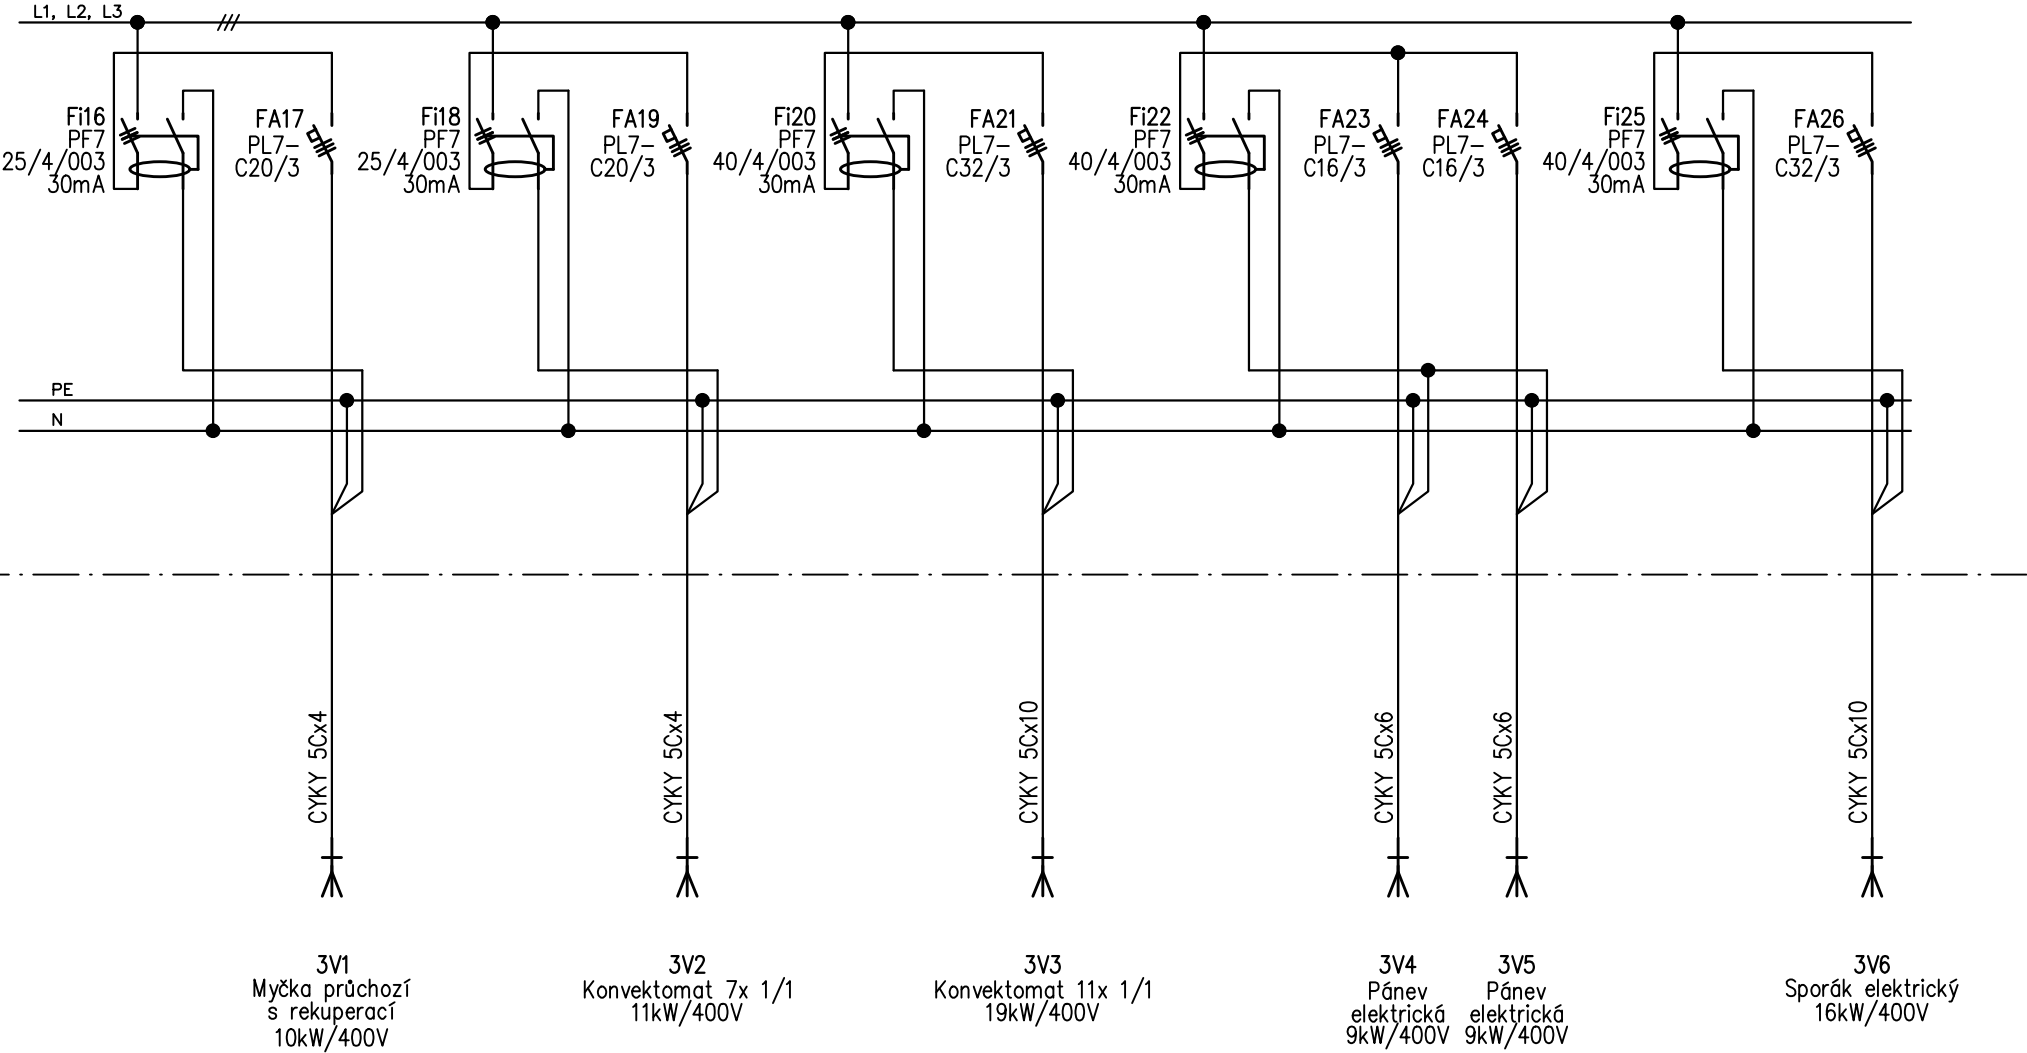 L1, L2, L3
Fi16
PF7
25/4/003
30mA
FA17
PL7-
C20/3
Fi18
PF7
25/4/003
30mA
FA19
PL7-
C20/3
Fi20
PF7
40/4/003
30mA
FA21
PL7-
C32/3
Fi22
PF7
40/4/003
30mA
FA23
PL7-
C16/3
FA24
PL7-
C16/3
Fi25
PF7
40/4/003
30mA
FA26
PL7-
C32/3
PE
N
CYKY 5Cx4
CYKY 5Cx4
CYKY 5Cx10
CYKY 5Cx6
CYKY 5Cx6
CYKY 5Cx10
3V1
Myčka průchozí
s rekuperací
10kW/400V
3V2
Konvektomat 7x 1/1
11kW/400V
3V3
Konvektomat 11x 1/1
19kW/400V
3V4
Pánev
elektrická
9kW/400V
3V5
Pánev
elektrická
9kW/400V
3V6
Sporák elektrický
16kW/400V